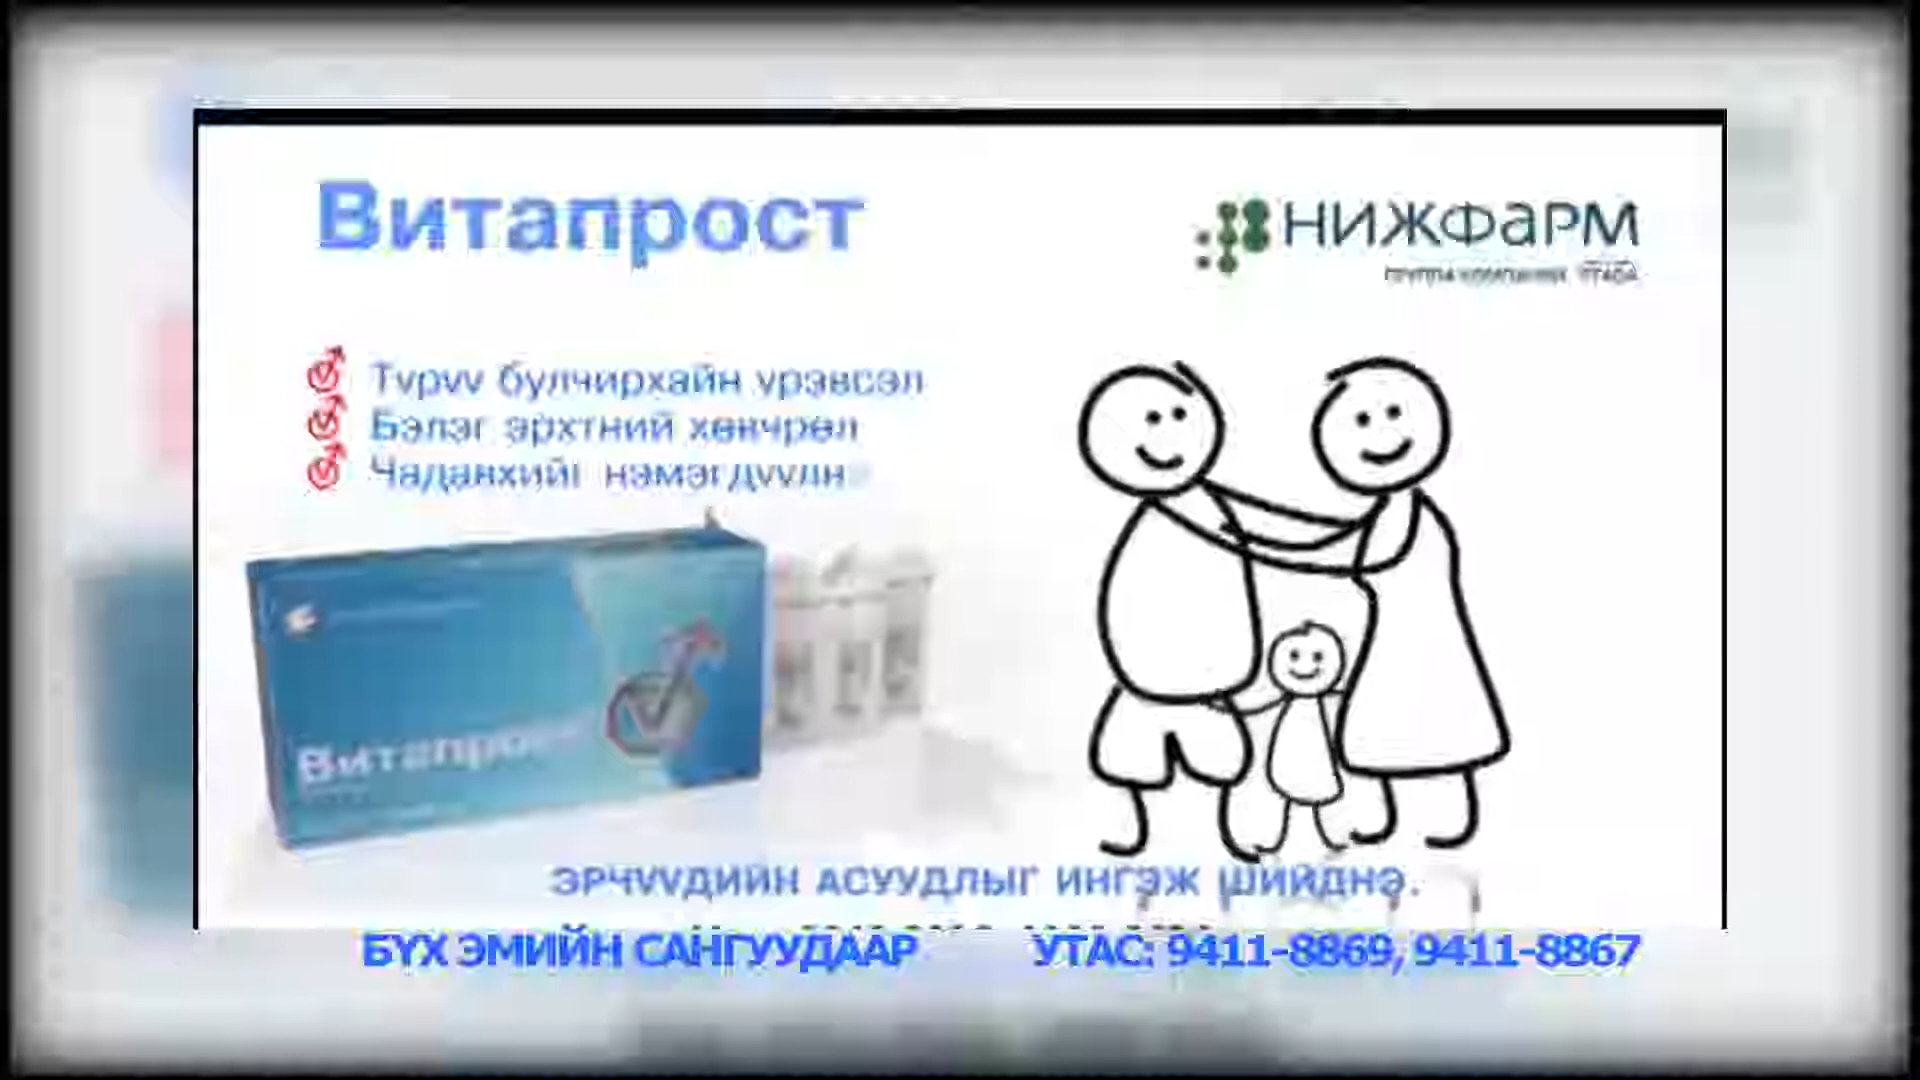 Витапрост
НИЖФАРМ
Түрүү булчирхайн үрэвсэл
Бэлэг эрхтний хөвчрөл
Чадавхийг нэмэгдүүлнэ
Витапрост
ЭРЧҮҮДИЙН АСУУДЛЫГ ИНГЭЖ ШИЙДНЭ.
БҮХ ЭМИЙН САНГУУДААР УТАС: 9411-8869, 9411-8867